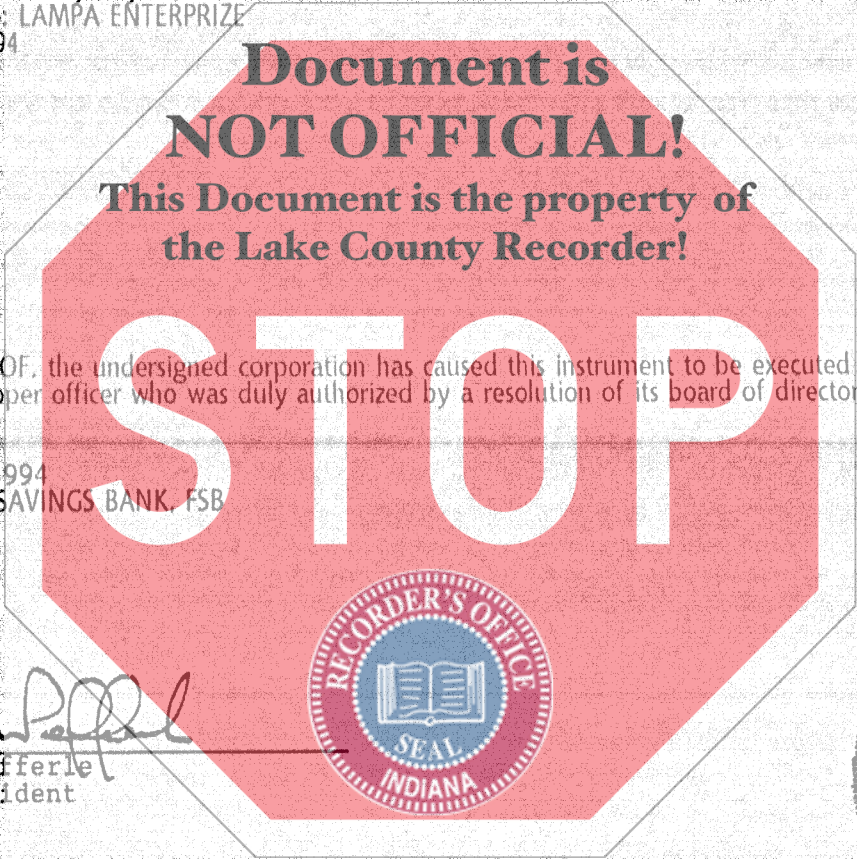 : LAMPA ENTERPRIZE
94
Document is
NOT OFFICIAL!
This Document is the property of
the Lake County Recorder!
OF, the undersigned corporation has caused this instrument to be executed
per officer who was duly authorized by a resolution of its board of director
STOP
994
SAVINGS BANK, FSB
RECORDER'S OFFICE
SEAL
INDIANA
fferle
ident